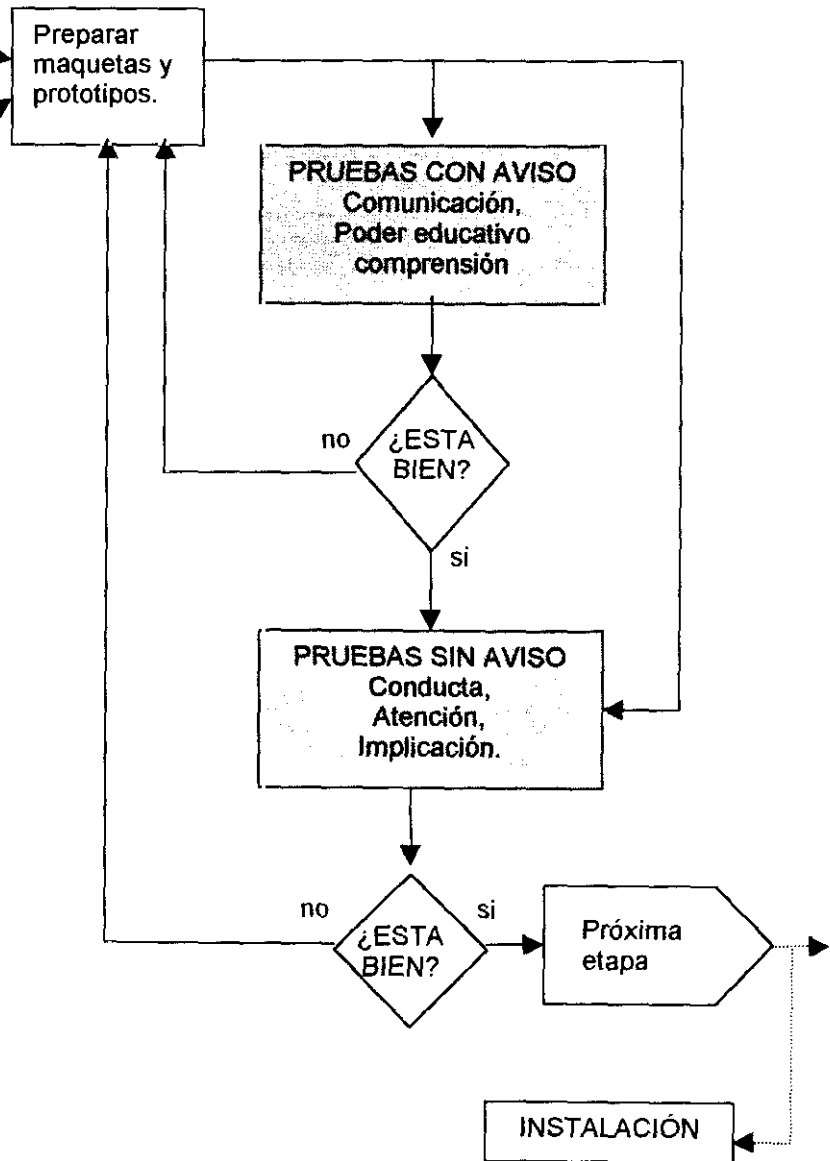 Preparar
maquetas y
prototipos.
PRUEBAS CON AVISO
Comunicación,
Poder educativo
comprensión
no
¿ESTA
BIEN?
si
PRUEBAS SIN AVISO
Conducta,
Atención,
Implicación.
no
¿ESTA
BIEN?
si
Próxima
etapa
INSTALACIÓN